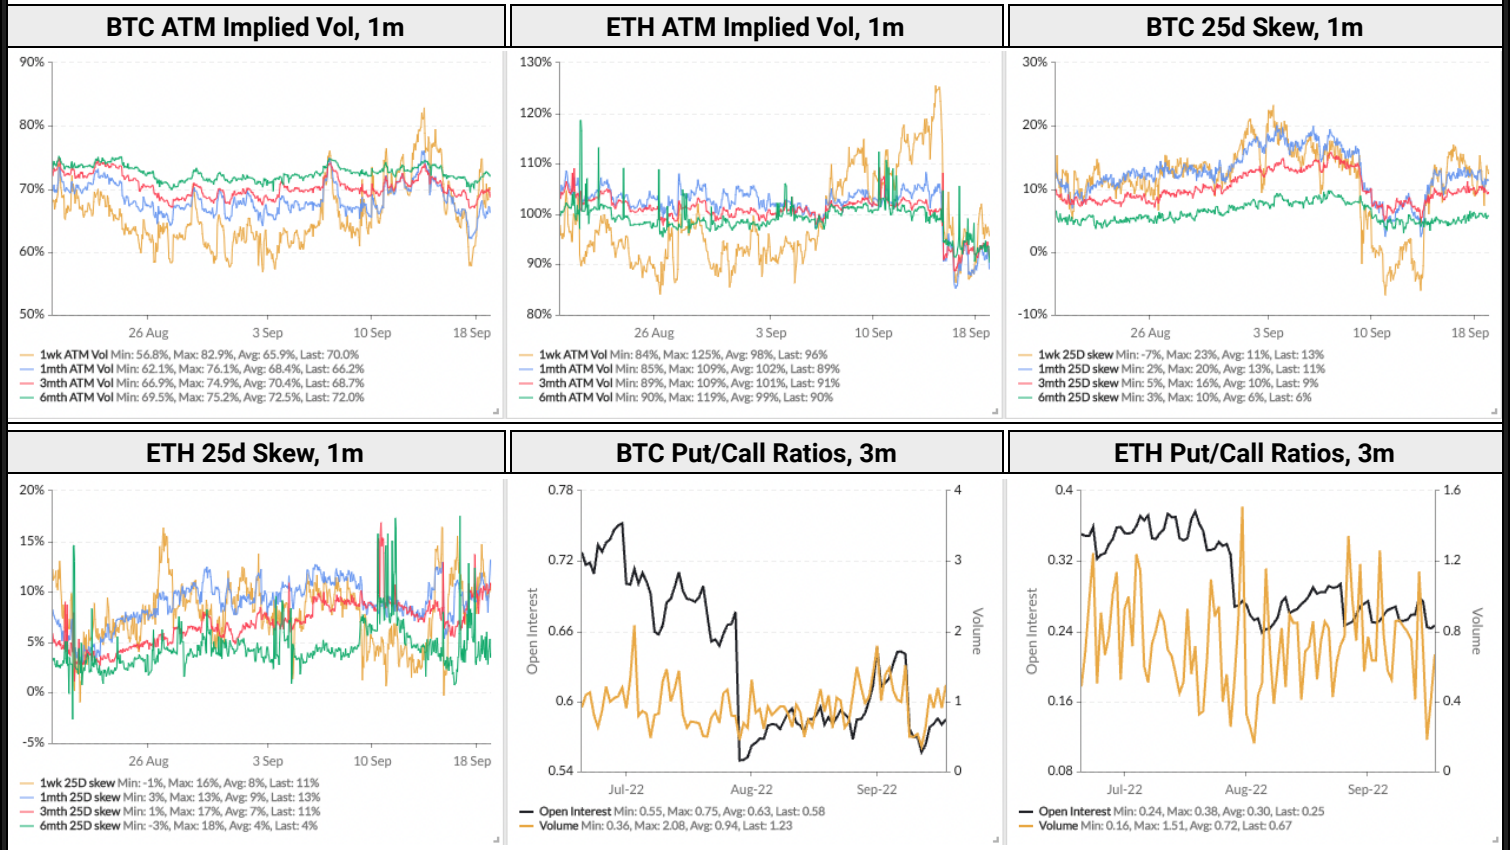 BTC ATM Implied Vol, 1m
90%
80%
70%
60%
50%
26 Aug 3 Sep 10 Sep 18 Sep
1wk ATM Vol Min: 56.8%, Max: 82.9%, Avg: 65.9%, Last: 70.0%
1mth ATM Vol Min: 62.1%, Max: 76.1%, Avg: 68.4%, Last: 66.2%
3mth ATM Vol Min: 66.9%, Max: 74.9%, Avg: 70.4%, Last: 68.7%
6mth ATM Vol Min: 69.5%, Max: 75.2%, Avg: 72.5%, Last: 72.0%
ETH ATM Implied Vol, 1m
130%
120%
110%
100%
90%
80%
26 Aug 3 Sep 10 Sep 18 Sep
1wk ATM Vol Min: 84%, Max: 125%, Avg: 98%, Last: 96%
1mth ATM Vol Min: 85%, Max: 109%, Avg: 102%, Last: 89%
3mth ATM Vol Min: 89%, Max: 109%, Avg: 101%, Last: 91%
6mth ATM Vol Min: 90%, Max: 119%, Avg: 99%, Last: 90%
BTC 25d Skew, 1m
30%
20%
10%
0%
-10%
26 Aug 3 Sep 10 Sep 18 Sep
1wk 25D skew Min: -7%, Max: 23%, Avg: 11%, Last: 13%
1mth 25D skew Min: 2%, Max: 20%, Avg: 13%, Last: 11%
3mth 25D skew Min: 5%, Max: 16%, Avg: 10%, Last: 9%
6mth 25D skew Min: 3%, Max: 10%, Avg: 6%, Last: 6%
ETH 25d Skew, 1m
20%
15%
10%
5%
0%
-5%
26 Aug 3 Sep 10 Sep 18 Sep
1wk 25D skew Min: -1%, Max: 16%, Avg: 8%, Last: 11%
1mth 25D skew Min: 3%, Max: 13%, Avg: 9%, Last: 13%
3mth 25D skew Min: 1%, Max: 17%, Avg: 7%, Last: 11%
6mth 25D skew Min: -3%, Max: 18%, Avg: 4%, Last: 4%
BTC Put/Call Ratios, 3m
0.78 4
0.72 3
0.66 2
0.6 1
0.54 0
Open Interest
Volume
Jul-22 Aug-22 Sep-22
Open Interest Min: 0.55, Max: 0.75, Avg: 0.63, Last: 0.58
Volume Min: 0.36, Max: 2.08, Avg: 0.94, Last: 1.23
ETH Put/Call Ratios, 3m
0.4 1.6
0.32 1.2
0.24 0.8
0.16 0.4
0.08 0
Open Interest
Volume
Jul-22 Aug-22 Sep-22
Open Interest Min: 0.24, Max: 0.38, Avg: 0.30, Last: 0.25
Volume Min: 0.16, Max: 1.51, Avg: 0.72, Last: 0.67